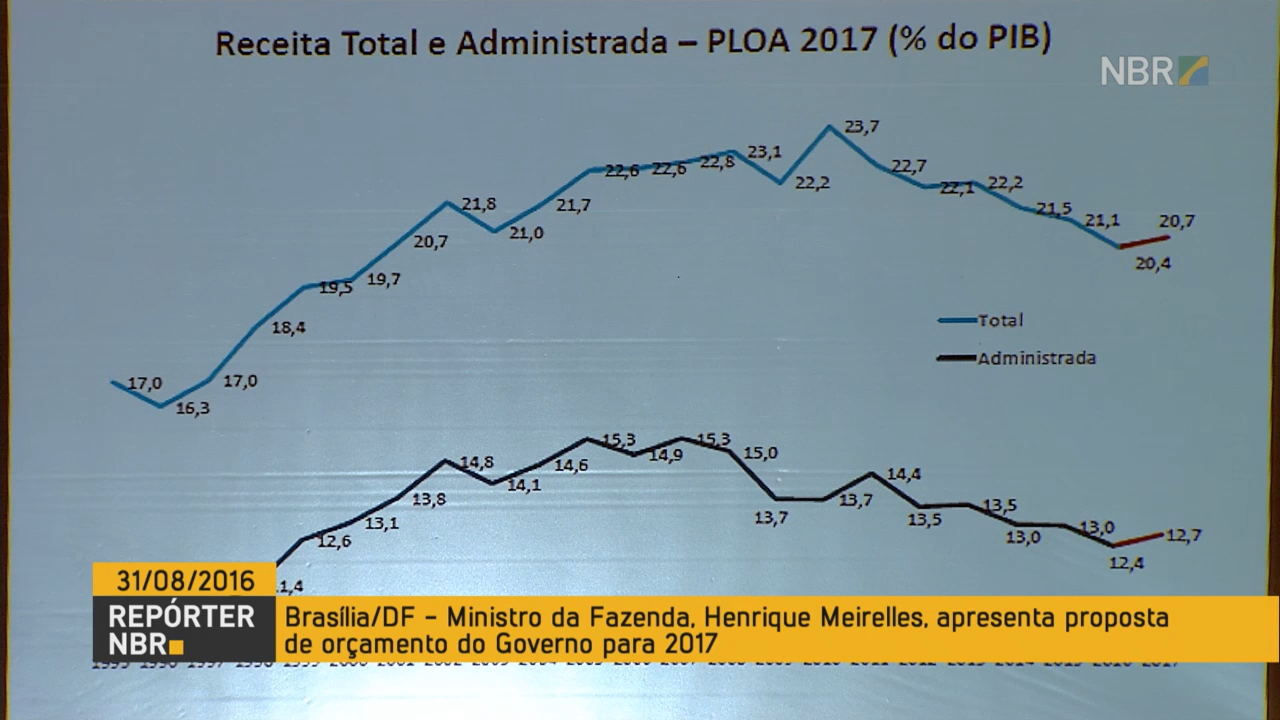 Receita Total e Administrada – PLOA 2017 (% do PIB)
NBR
23,7
23,1
22,6 22,6 22,8 22,7
22,2 22,1 22,2
21,8 21,7 21,5 21,1 20,7
21,0
20,7 20,4
19,5 19,7
18,4
Total
Administrada
17,0 17,0
16,3
15,3 15,3
14,8 14,6 14,9 15,0
14,1 14,4
13,8 13,7 13,7 13,5
13,1 13,5 13,0 13,0 12,7
12,6 12,4
1,4
31/08/2016
REPÓRTER
NBR
Brasília/DF – Ministro da Fazenda, Henrique Meirelles, apresenta proposta
de orçamento do Governo para 2017